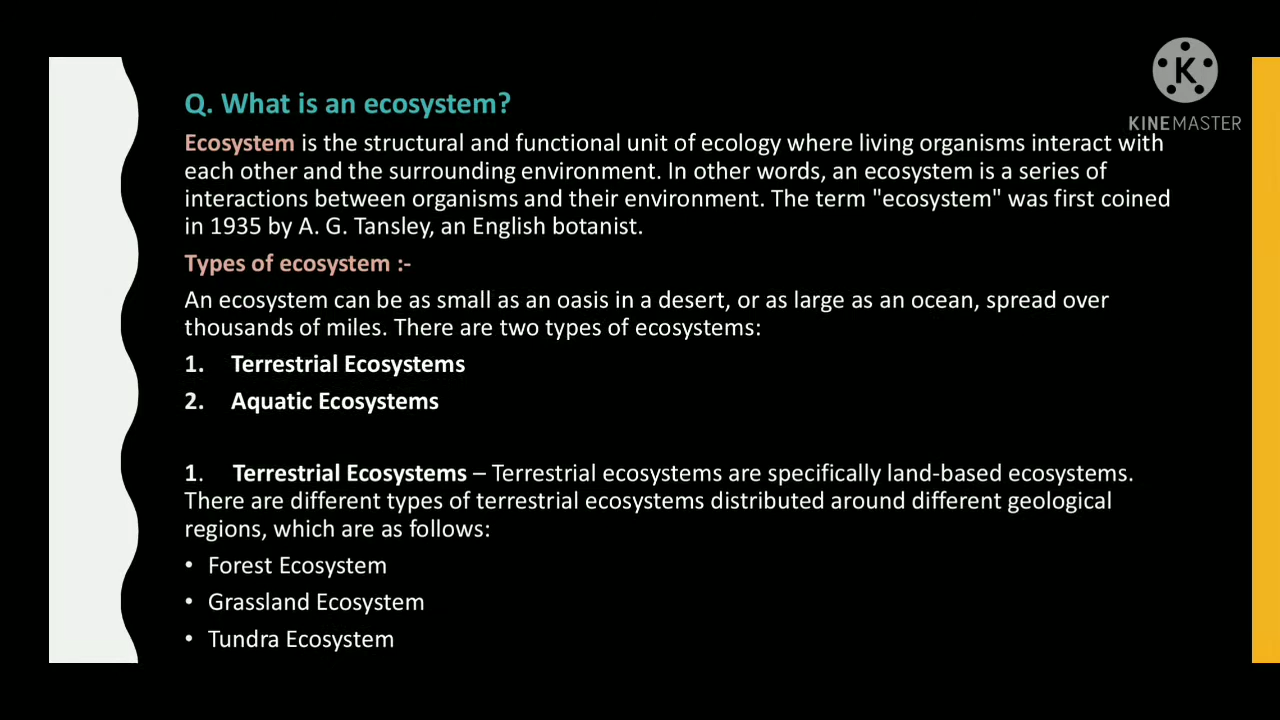 K
KINEMASTER
Q. What is an ecosystem?
Ecosystem is the structural and functional unit of ecology where living organisms interact with
each other and the surrounding environment. In other words, an ecosystem is a series of
interactions between organisms and their environment. The term "ecosystem" was first coined
in 1935 by A. G. Tansley, an English botanist.
Types of ecosystem :-
An ecosystem can be as small as an oasis in a desert, or as large as an ocean, spread over
thousands of miles. There are two types of ecosystems:
1. Terrestrial Ecosystems
2. Aquatic Ecosystems
1. Terrestrial Ecosystems – Terrestrial ecosystems are specifically land-based ecosystems.
There are different types of terrestrial ecosystems distributed around different geological
regions, which are as follows:
• Forest Ecosystem
• Grassland Ecosystem
• Tundra Ecosystem